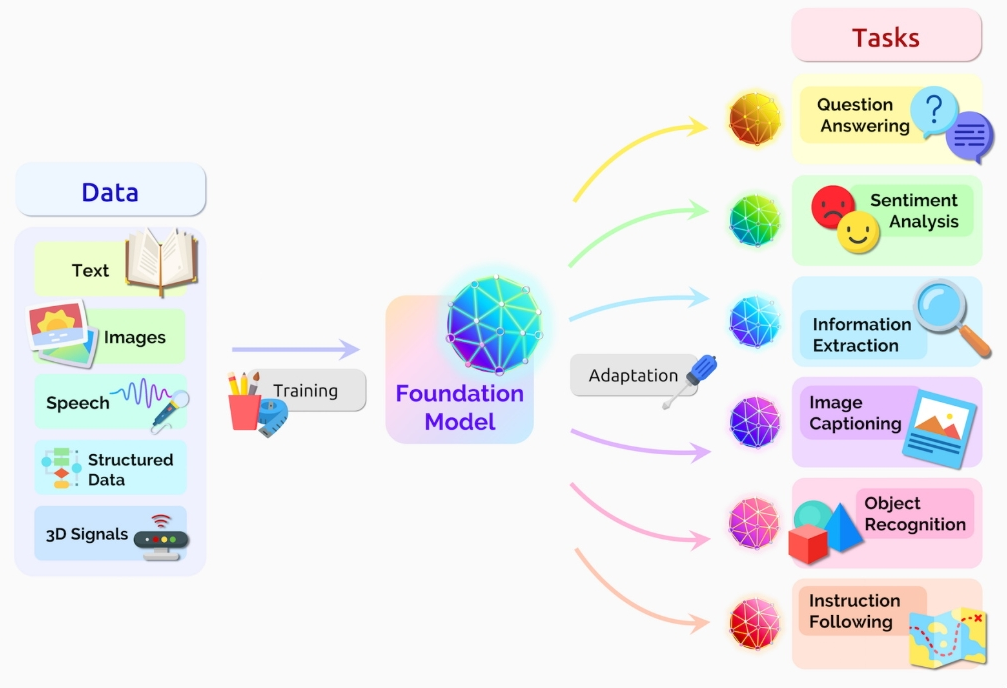 Data
Text
Images
Speech
Structured
Data
3D Signals
Training
Foundation
Model
Adaptation
Tasks
Question
Answering
?
Sentiment
Analysis
Information
Extraction
Image
Captioning
Object
Recognition
Instruction
Following